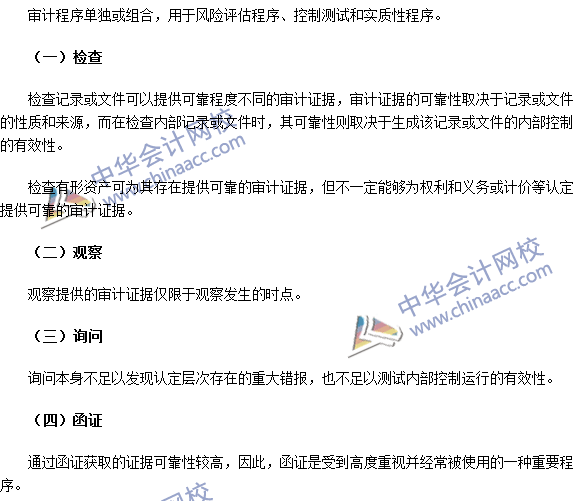 审计程序单独或组合，用于风险评估程序、控制测试和实质性程序。
（一）检查
检查记录或文件可以提供可靠程度不同的审计证据，审计证据的可靠性取决于记录或文件
的性质和来源，而在检查内部记录或文件时，其可靠性则取决于生成该记录或文件的内部控制
的有效性。
检查有形资产可为其存在提供可靠的审计证据，但不一定能够为权利和义务或计价等认定
提供可靠的审计证据。
（二）观察
观察提供的审计证据仅限于观察发生的时点。
（三）询问
询问本身不足以发现认定层次存在的重大错报，也不足以测试内部控制运行的有效性。
（四）函证
通过函证获取的证据可靠性较高，因此，函证是受到高度重视并经常被使用的一种重要程
序。
中华会计网校
www.chinaacc.com
中华会计网校
www.chinaacc.com
中华会计网校